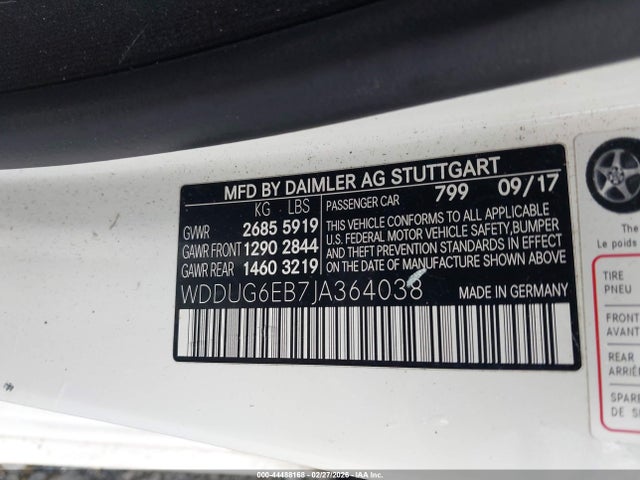 MFD BY DAIMLER AG STUTTGART
KG LBS PASSENGER CAR 799 09/17
GVWR 2685 5919
GAWR FRONT 1290 2844
GAWR REAR 1460 3219
THIS VEHICLE CONFORMS TO ALL APPLICABLE
U.S. FEDERAL MOTOR VEHICLE SAFETY, BUMPER
AND THEFT PREVENTION STANDARDS IN EFFECT
ON THE DATE OF MANUFACTURE SHOWN ABOVE.
WDDUG6EB7JA364038 MADE IN GERMANY
The
Le poids
TIRE
PNEU
FRONT
AVANT
REAR
ARRIÈR
SPARE
DE
000-44488168 - 02/27/2026 - IAA, Inc.